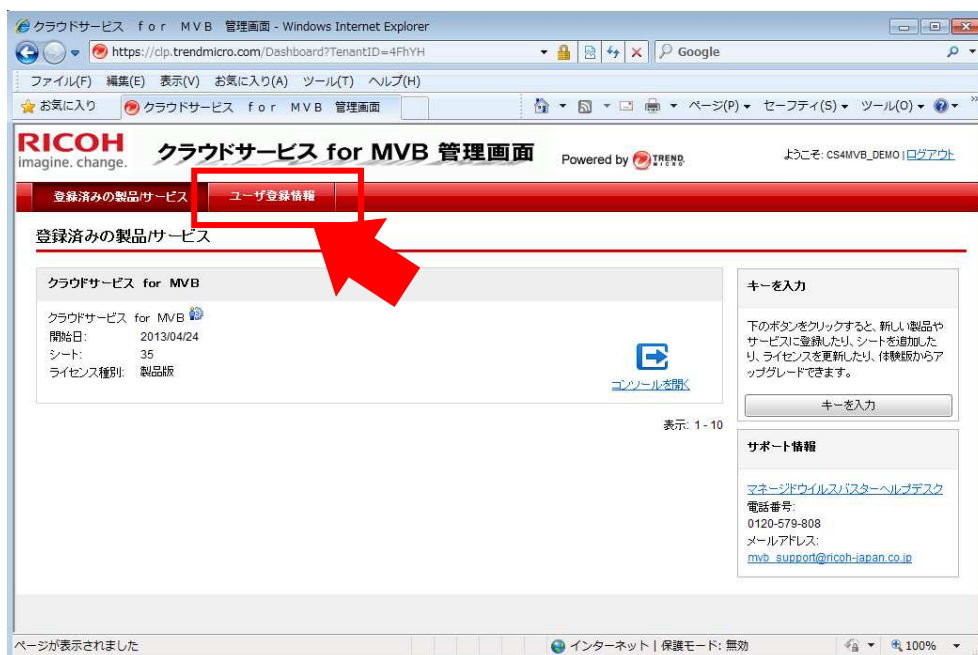 クラウドサービス　ｆｏｒ　ＭＶＢ　管理画面 - Windows Internet Explorer
https://clp.trendmicro.com/Dashboard?TenantID=4FhYH
Google
ファイル(F) 編集(E) 表示(V) お気に入り(A) ツール(T) ヘルプ(H)
お気に入り
クラウドサービス　ｆｏｒ　ＭＶＢ　管理画面
ページ(P) セーフティ(S) ツール(O)
RICOH
imagine. change.
クラウドサービス for MVB 管理画面
Powered by TREND MICRO
ようこそ: CS4MVB_DEMO | ログアウト
登録済みの製品/サービス
ユーザ登録情報
登録済みの製品/サービス
クラウドサービス for MVB
クラウドサービス for MVB
開始日: 2013/04/24
シート: 35
ライセンス種別: 製品版
コンソールを開く
表示: 1 - 10
キーを入力
下のボタンをクリックすると、新しい製品や
サービスに登録したり、シートを追加した
り、ライセンスを更新したり、体験版からア
ップグレードできます。
キーを入力
サポート情報
マネージドウイルスバスターヘルプデスク
電話番号:
0120-579-808
メールアドレス:
mvb_support@ricoh-japan.co.jp
ページが表示されました
インターネット | 保護モード: 無効
100%